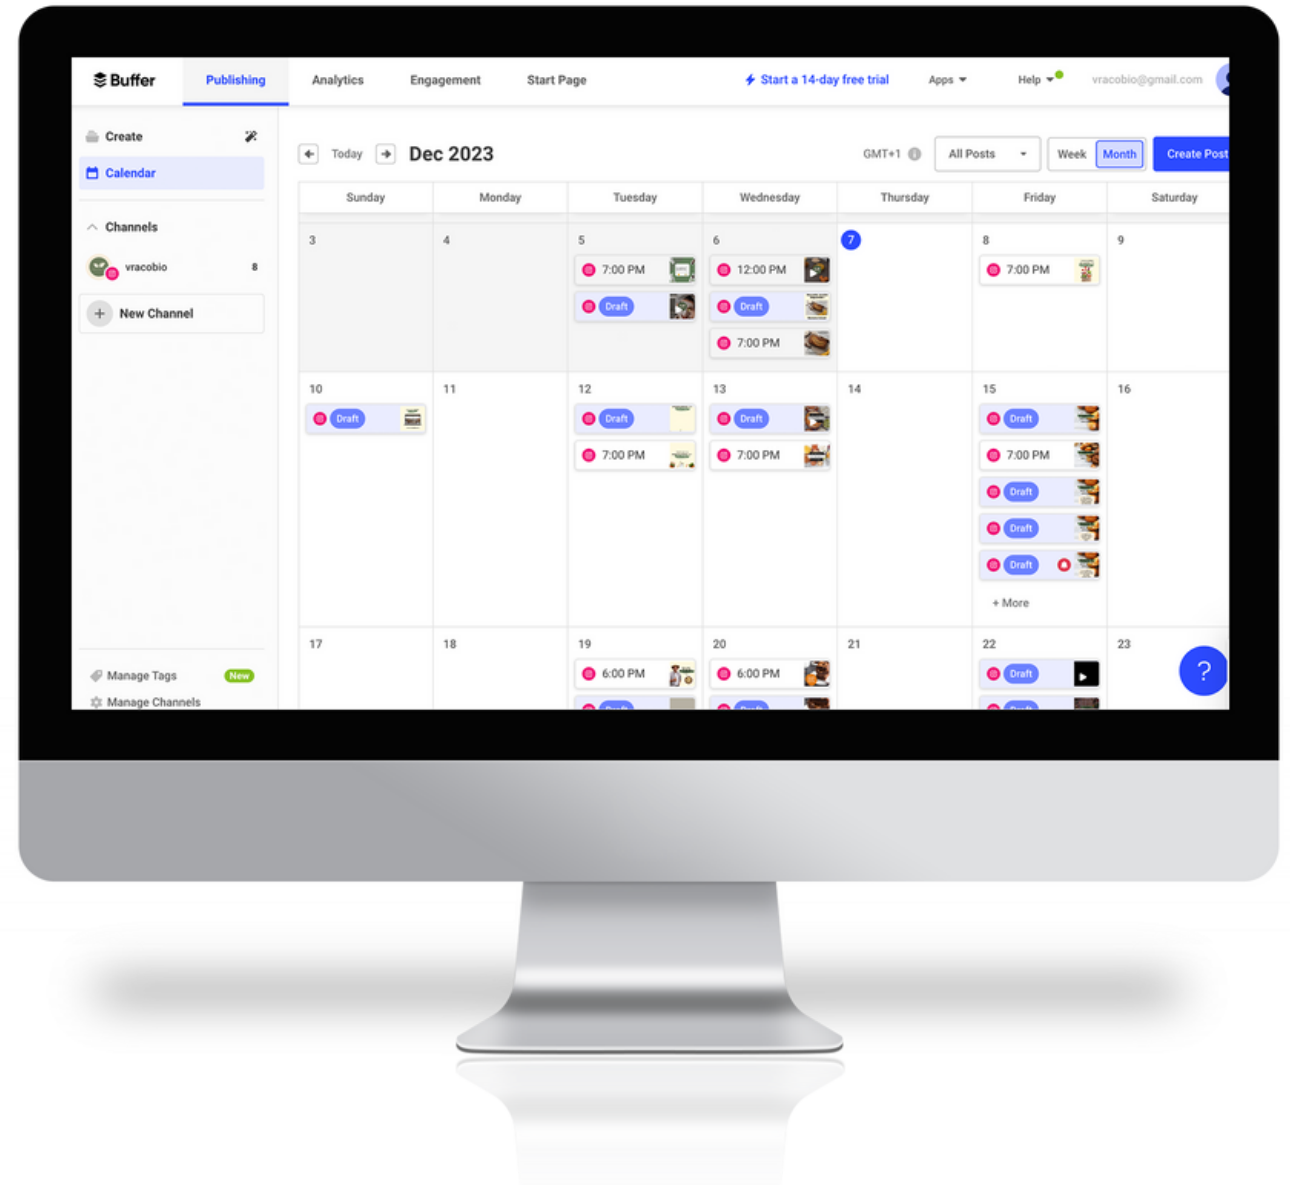 Buffer
Publishing
Analytics
Engagement
Start Page
Start a 14-day free trial
Apps
Help
vracobio@gmail.com
Create
Calendar
Channels
vracobio 8
New Channel
Manage Tags New
Manage Channels
Today Dec 2023
GMT+1
All Posts
Week Month
Create Post
Sunday Monday Tuesday Wednesday Thursday Friday Saturday
3 4 5 6 7 8 9
7:00 PM 12:00 PM 7:00 PM
Draft Draft
7:00 PM
10 11 12 13 14 15 16
Draft Draft Draft Draft
7:00 PM 7:00 PM 7:00 PM
Draft
Draft
Draft
+ More
17 18 19 20 21 22 23
6:00 PM 6:00 PM Draft
Draft Draft Draft
?